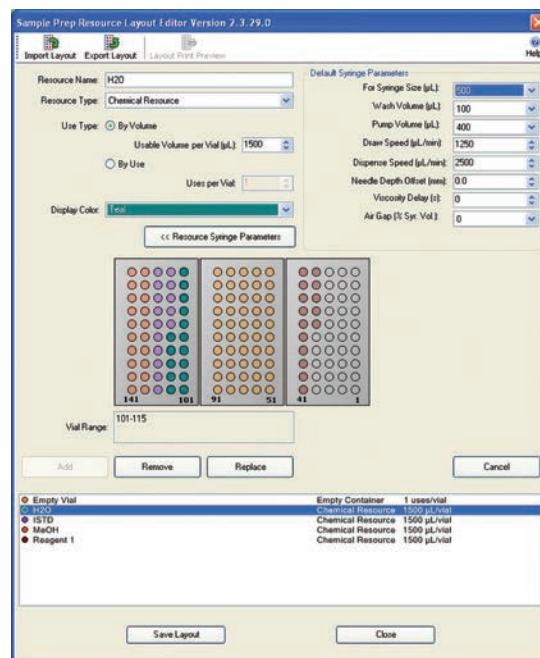 Sample Prep Resource Layout Editor Version 2.3.29.0
Import Layout Export Layout Layout Print Preview Help
Resource Name: H2O
Resource Type: Chemical Resource
Use Type: By Volume
Usable Volume per Vial (µL): 1500
By Use
Uses per Vial: 1
Display Color: Teal
<< Resource Syringe Parameters
Default Syringe Parameters
For Syringe Size (µL): 500
Wash Volume (µL): 100
Pump Volume (µL): 400
Draw Speed (µL/min): 1250
Dispense Speed (µL/min): 2500
Needle Depth Offset (mm): 0.0
Viscosity Delay (s): 0
Air Gap (% Syr. Vol.): 0
141 101 91 51 41 1
Vial Range: 101-115
Add Remove Replace Cancel
Empty Vial Empty Container 1 uses/vial
H2O Chemical Resource 1500 µL/vial
ISTD Chemical Resource 1500 µL/vial
MeOH Chemical Resource 1500 µL/vial
Reagent 1 Chemical Resource 1500 µL/vial
Save Layout Close